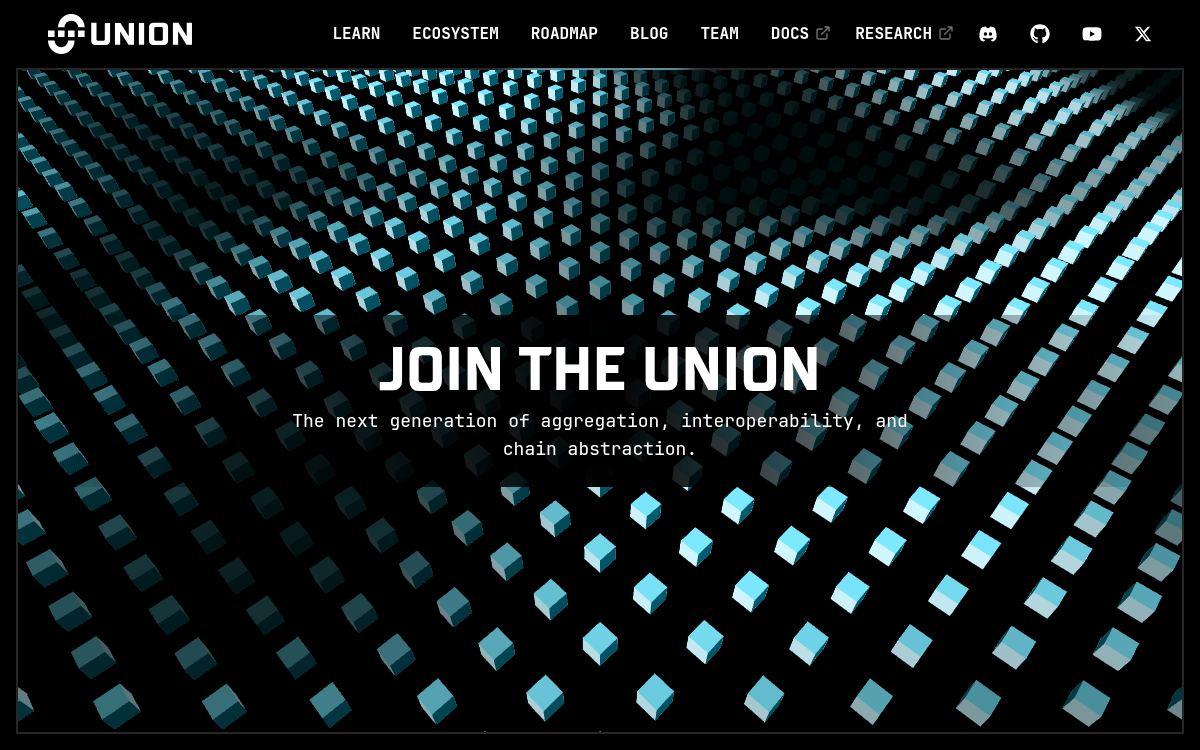 UNION
LEARN ECOSYSTEM ROADMAP BLOG TEAM DOCS RESEARCH
JOIN THE UNION
The next generation of aggregation, interoperability, and
chain abstraction.